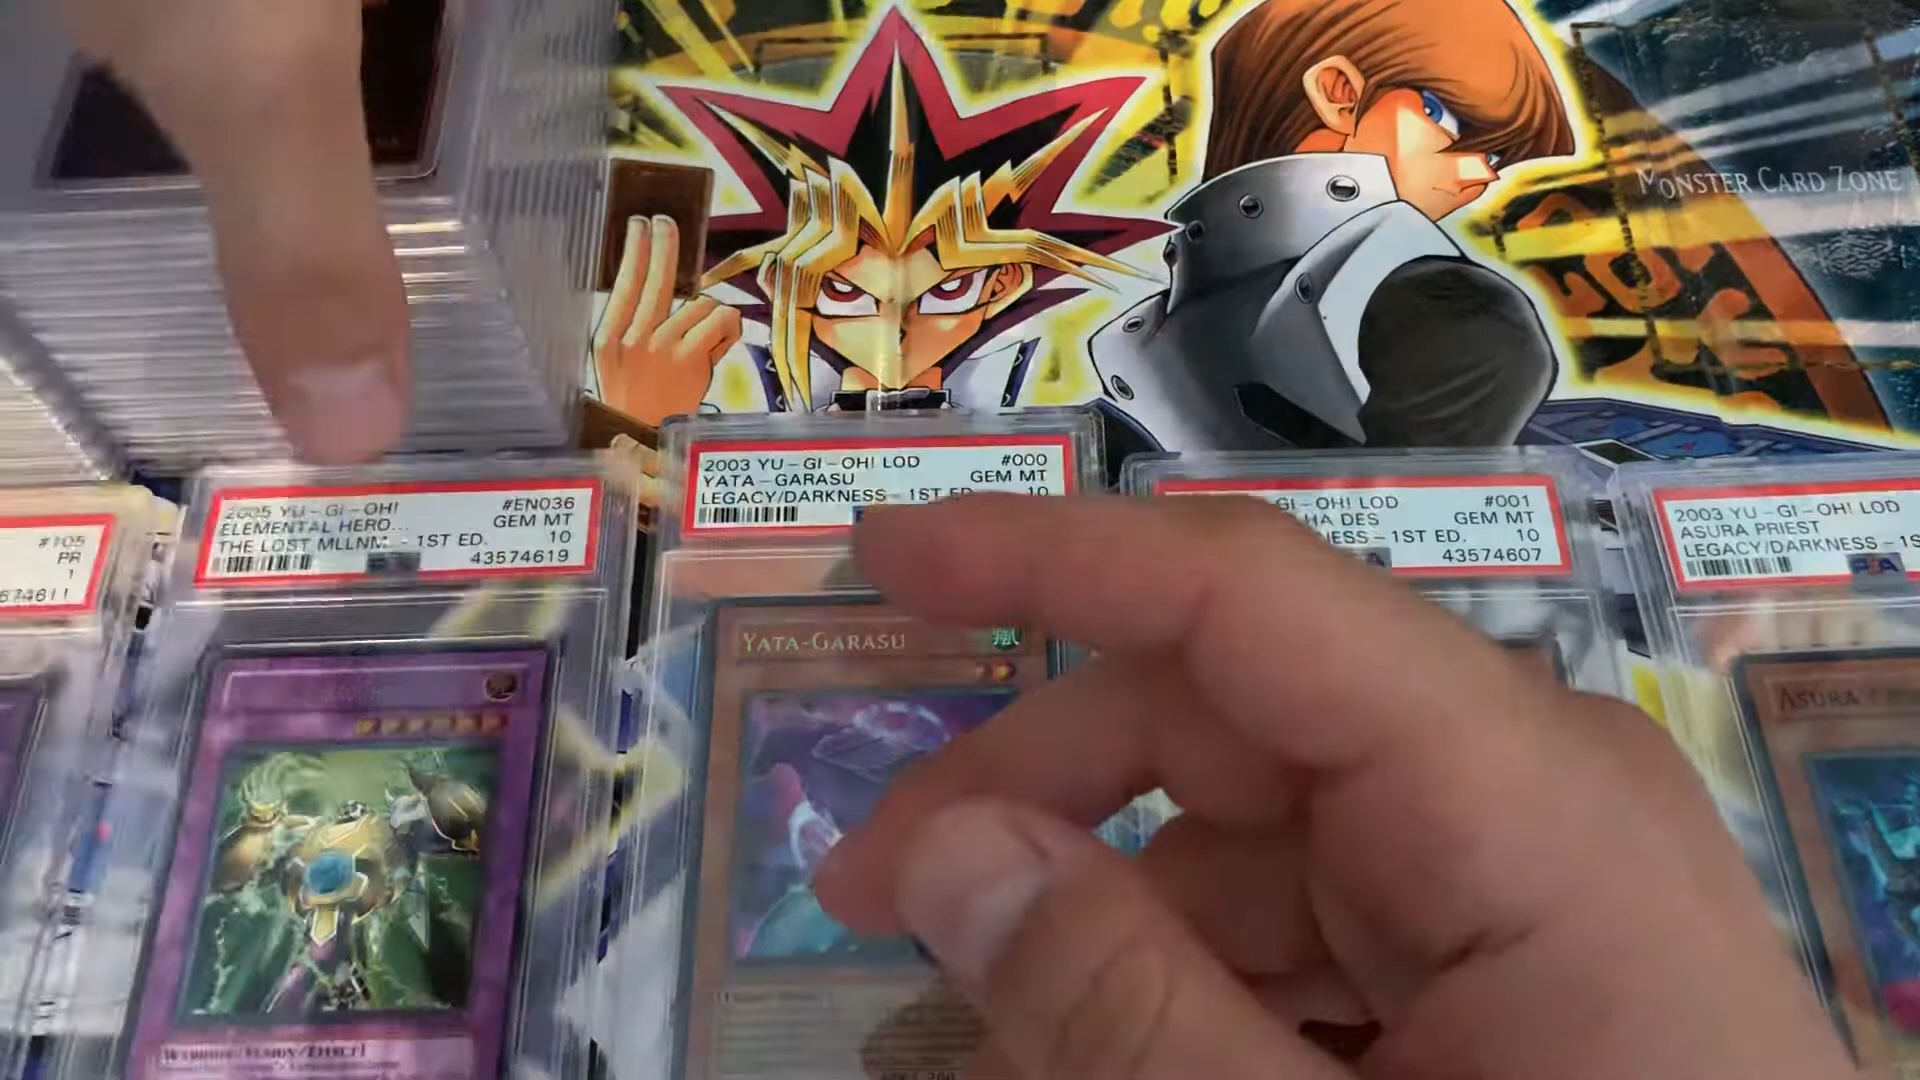 MONSTER CARD ZONE
#105
PR
1
2005 YU-GI-OH! #EN036
ELEMENTAL HERO... GEM MT
THE LOST MLLNM. - 1ST ED. 10
43574619
2003 YU-GI-OH! LOD #000
YATA-GARASU GEM MT
LEGACY/DARKNESS - 1ST ED. 10
GI-OH! LOD #001
HA DES GEM MT
NESS-1ST ED. 10
43574607
2003 YU-GI-OH! LOD
ASURA PRIEST
LEGACY/DARKNESS - 1S
PSA
YATA-GARASU
ASURA